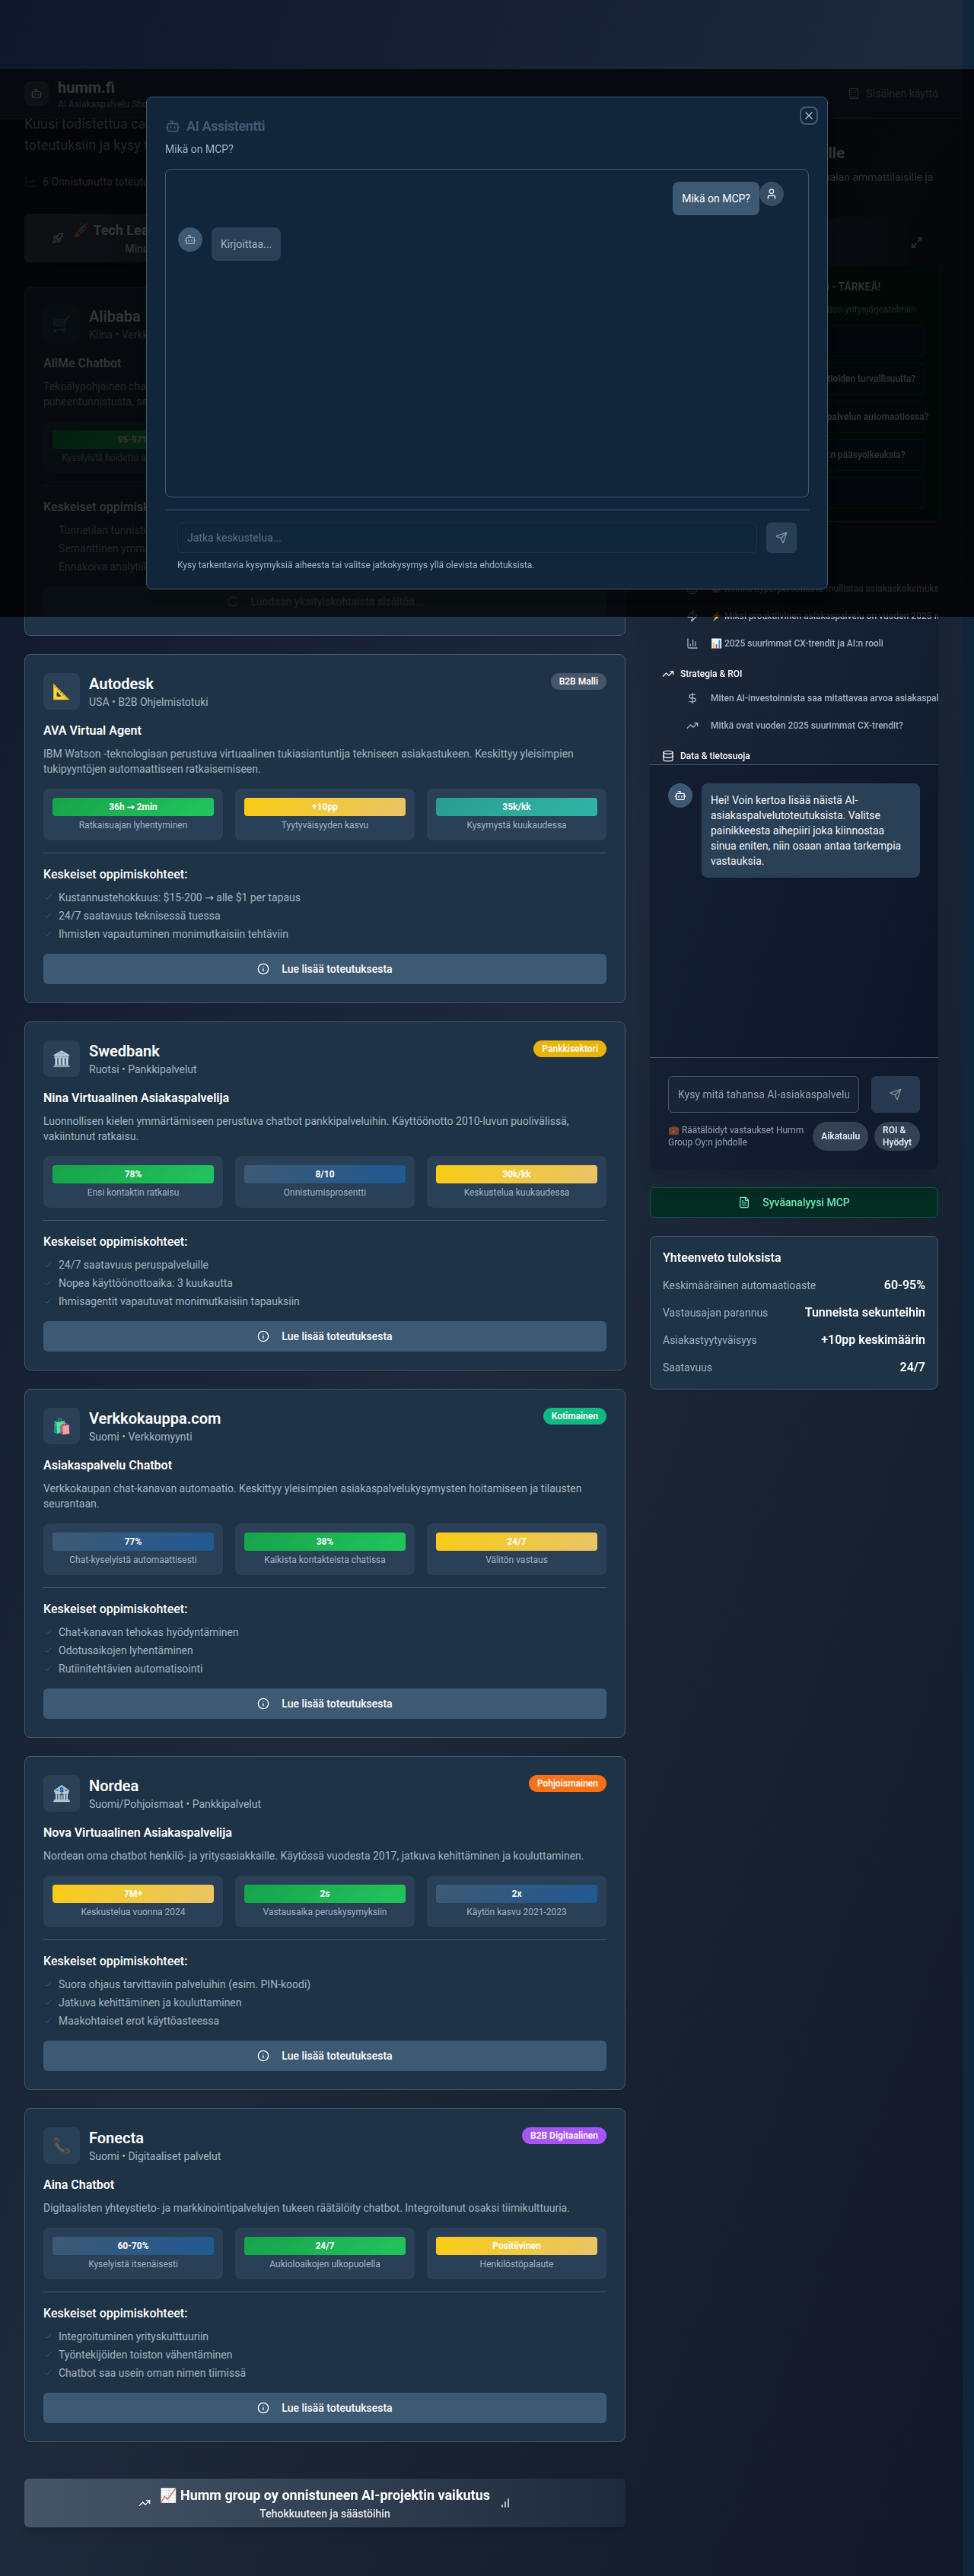 humm.fi
AI Asiakaspalvelu Sho
Sisäinen käyttö
Kuusi todistettua ca
toteutuksiin ja kysy
6 Onnistunutta toteutu
🚀 Tech Lea
Minu
Alibaba
Kiina • Verkk
AliMe Chatbot
Tekoälypohjainen cha
puheentunnistusta, se
95-97%
Kyselyistä hoidettu a
Keskeiset oppimisk
Tunnetilan tunnist
Semanttinen ymmä
Ennakoiva analytiik
Luodaan yksityiskohtaista sisältöä...
AI Assistentti
Mikä on MCP?
Mikä on MCP?
Kirjoittaa...
Jatka keskustelua...
Kysy tarkentavia kysymyksiä aiheesta tai valitse jatkokysymys yllä olevista ehdotuksista.
lle
alan ammattilaisille ja
- TÄRKEÄ!
tion yritysjärjestelmiin
tioiden turvallisuutta?
palvelun automaatiossa?
:n pääsyoikeuksia?
mullistaa asiakaskokemuks
⚡ Miksi proaktiivinen asiakaspalvelu on vuoden 2025 n
📊 2025 suurimmat CX-trendit ja AI:n rooli
Strategia & ROI
Miten AI-investoinnista saa mitattavaa arvoa asiakaspal
Mitkä ovat vuoden 2025 suurimmat CX-trendit?
Data & tietosuoja
Hei! Voin kertoa lisää näistä AI-
asiakaspalvelutoteutuksista. Valitse
painikkeesta aihepiiri joka kiinnostaa
sinua eniten, niin osaan antaa tarkempia
vastauksia.
Kysy mitä tahansa AI-asiakaspalvelu
💼 Räätälöidyt vastaukset Humm
Group Oy:n johdolle
Aikataulu
ROI &
Hyödyt
Syväanalyysi MCP
Yhteenveto tuloksista
Keskimääräinen automaatioaste 60-95%
Vastausajan parannus Tunneista sekunteihin
Asiakastyytyväisyys +10pp keskimäärin
Saatavuus 24/7
Autodesk
USA • B2B Ohjelmistotuki
B2B Malli
AVA Virtual Agent
IBM Watson -teknologiaan perustuva virtuaalinen tukiasiantuntija tekniseen asiakastukeen. Keskittyy yleisimpien
tukipyyntöjen automaattiseen ratkaisemiseen.
36h → 2min
Ratkaisuajan lyhentyminen
+10pp
Tyytyväisyyden kasvu
35k/kk
Kysymystä kuukaudessa
Keskeiset oppimiskohteet:
Kustannustehokkuus: $15-200 → alle $1 per tapaus
24/7 saatavuus teknisessä tuessa
Ihmisten vapautuminen monimutkaisiin tehtäviin
Lue lisää toteutuksesta
Swedbank
Ruotsi • Pankkipalvelut
Pankkisektori
Nina Virtuaalinen Asiakaspalvelija
Luonnollisen kielen ymmärtämiseen perustuva chatbot pankkipalveluihin. Käyttöönotto 2010-luvun puolivälissä,
vakiintunut ratkaisu.
78%
Ensi kontaktin ratkaisu
8/10
Onnistumisprosentti
30k/kk
Keskustelua kuukaudessa
Keskeiset oppimiskohteet:
24/7 saatavuus peruspalveluille
Nopea käyttöönottoaika: 3 kuukautta
Ihmisagentit vapautuvat monimutkaisiin tapauksiin
Lue lisää toteutuksesta
Verkkokauppa.com
Suomi • Verkkomyynti
Kotimainen
Asiakaspalvelu Chatbot
Verkkokaupan chat-kanavan automaatio. Keskittyy yleisimpien asiakaspalvelukysymysten hoitamiseen ja tilausten
seurantaan.
77%
Chat-kyselyistä automaattisesti
38%
Kaikista kontakteista chatissa
24/7
Välitön vastaus
Keskeiset oppimiskohteet:
Chat-kanavan tehokas hyödyntäminen
Odotusaikojen lyhentäminen
Rutiinitehtävien automatisointi
Lue lisää toteutuksesta
Nordea
Suomi/Pohjoismaat • Pankkipalvelut
Pohjoismainen
Nova Virtuaalinen Asiakaspalvelija
Nordean oma chatbot henkilö- ja yritysasiakkaille. Käytössä vuodesta 2017, jatkuva kehittäminen ja kouluttaminen.
7M+
Keskustelua vuonna 2024
2s
Vastausaika peruskysymyksiin
2x
Käytön kasvu 2021-2023
Keskeiset oppimiskohteet:
Suora ohjaus tarvittaviin palveluihin (esim. PIN-koodi)
Jatkuva kehittäminen ja kouluttaminen
Maakohtaiset erot käyttöasteessa
Lue lisää toteutuksesta
Fonecta
Suomi • Digitaaliset palvelut
B2B Digitaalinen
Aina Chatbot
Digitaalisten yhteystieto- ja markkinointipalvelujen tukeen räätälöity chatbot. Integroitunut osaksi tiimikulttuuria.
60-70%
Kyselyistä itsenäisesti
24/7
Aukioloaikojen ulkopuolella
Positiivinen
Henkilöstöpalaute
Keskeiset oppimiskohteet:
Integroituminen yrityskulttuuriin
Työntekijöiden toiston vähentäminen
Chatbot saa usein oman nimen tiimissä
Lue lisää toteutuksesta
📈 Humm group oy onnistuneen AI-projektin vaikutus
Tehokkuuteen ja säästöihin